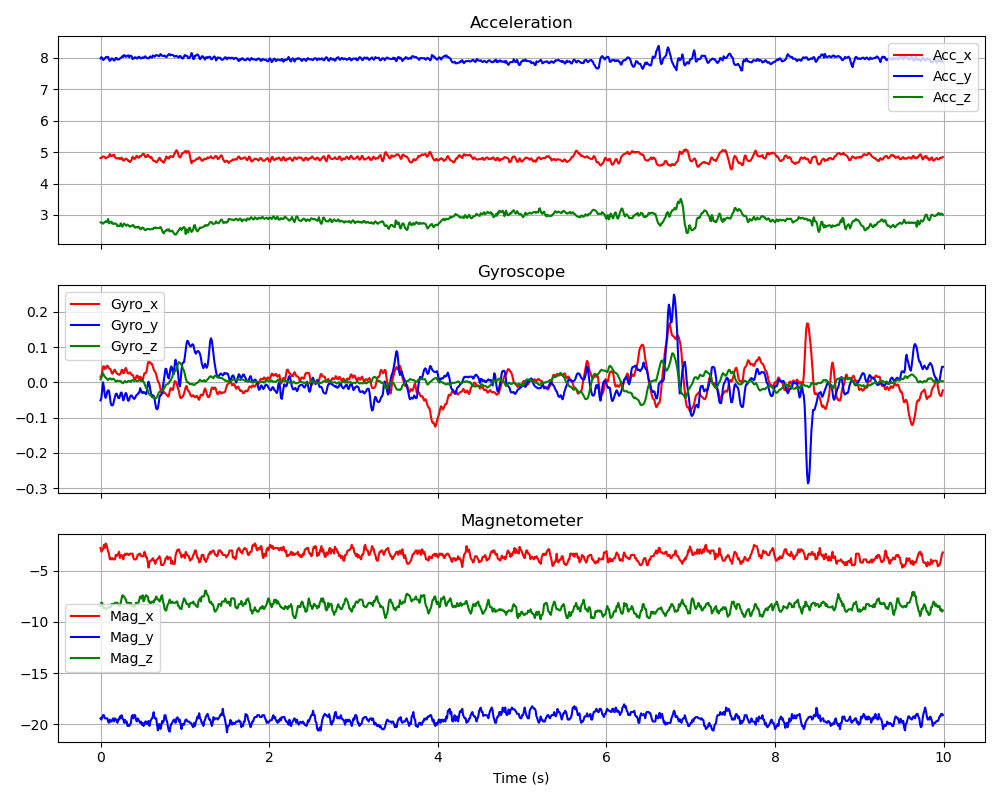 Acceleration
8
7
6
5
4
3
Acc_x
Acc_y
Acc_z
Gyroscope
0.2
0.1
0.0
−0.1
−0.2
−0.3
Gyro_x
Gyro_y
Gyro_z
Magnetometer
−5
−10
−15
−20
Mag_x
Mag_y
Mag_z
0 2 4 6 8 10
Time (s)